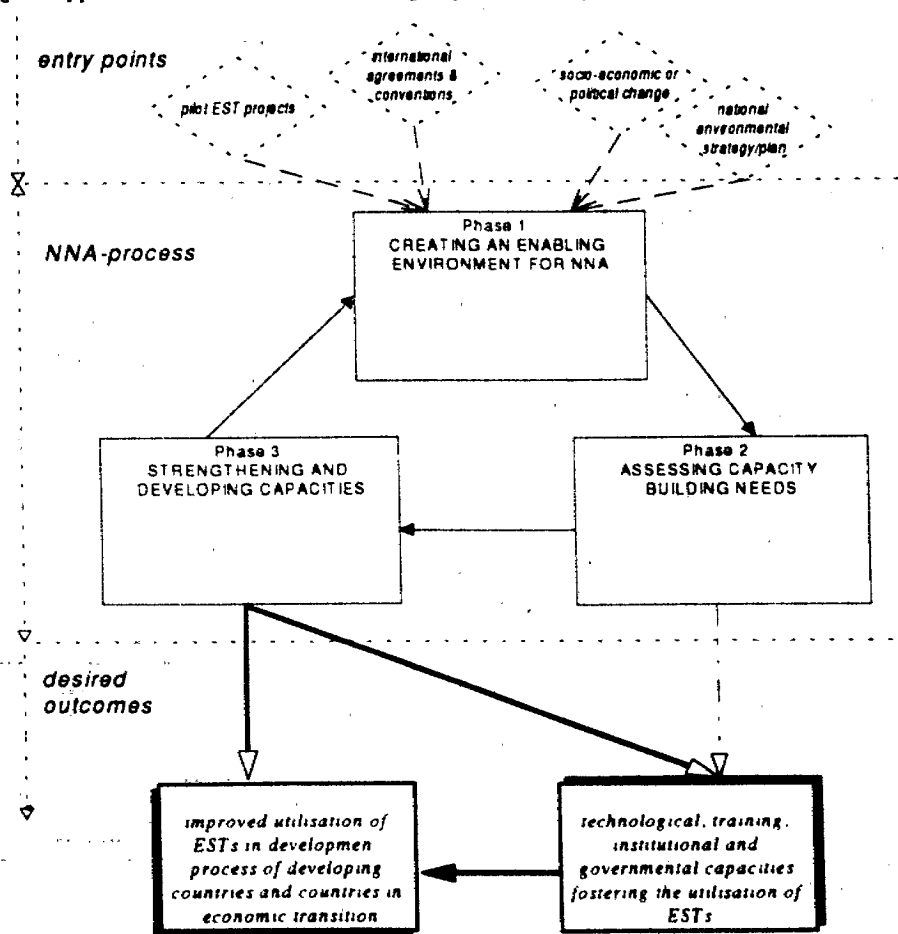 entry points
pilot EST projects
international
agreements &
conventions
socio-economic or
political change
national
environmental
strategy/plan
NNA-process
Phase 1
CREATING AN ENABLING
ENVIRONMENT FOR NNA
Phase 3
STRENGTHENING AND
DEVELOPING CAPACITIES
Phase 2
ASSESSING CAPACITY
BUILDING NEEDS
desired
outcomes
improved utilisation of
ESTs in developmen
process of developing
countries and countries in
economic transition
technological, training,
institutional and
governmental capacities
fostering the utilisation of
ESTs